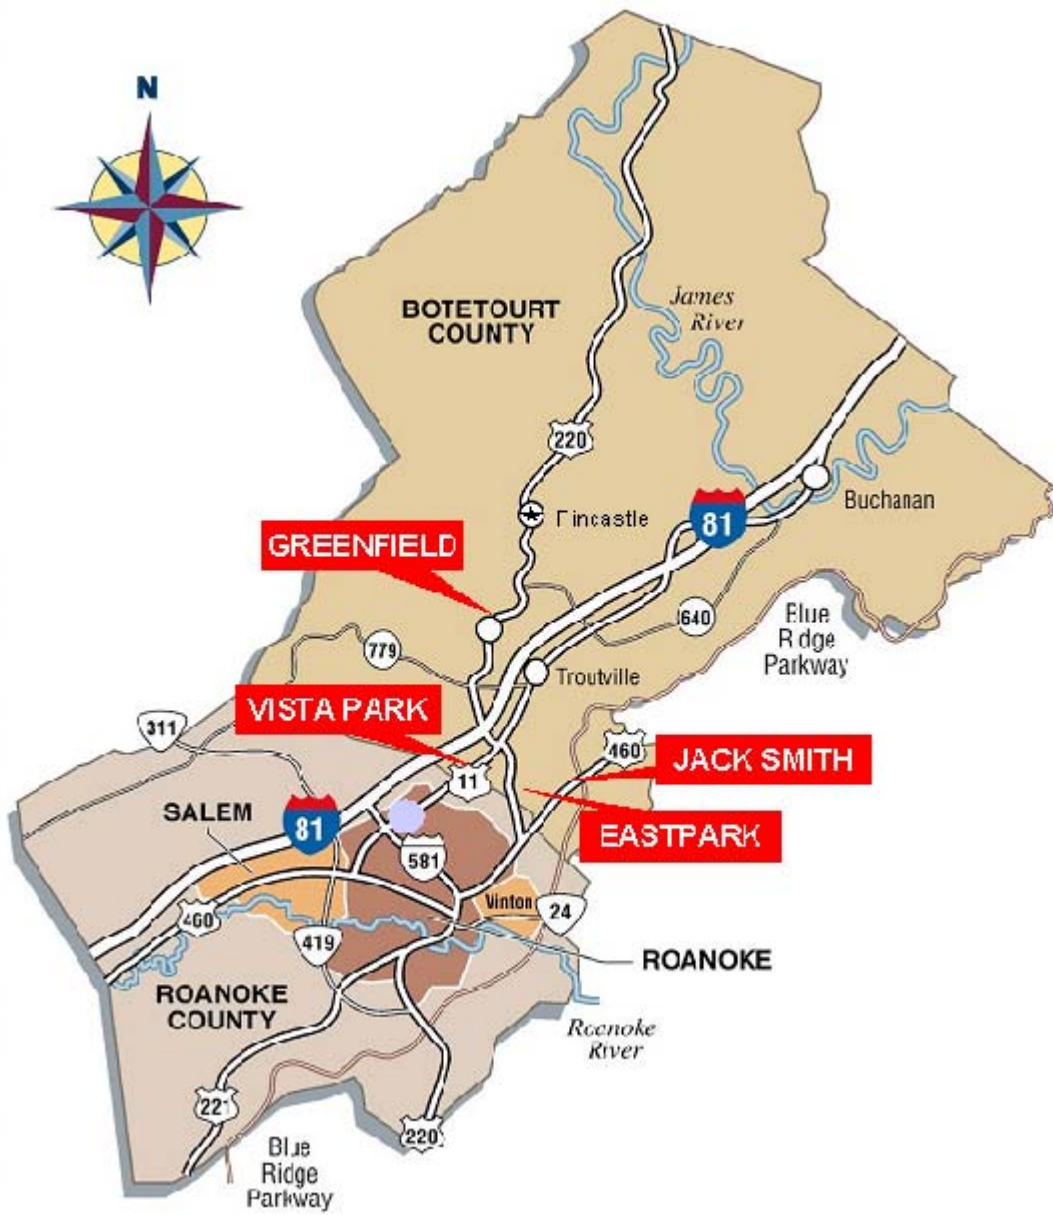 N
BOTETOURT
COUNTY
James
River
220
Fincastle
81
Buchanan
GREENFIELD
640
Blue
Ridge
Parkway
779
Troutville
VISTA PARK
311
460
JACK SMITH
11
SALEM
81
EASTPARK
581
Vinton
24
460
419
ROANOKE
ROANOKE
COUNTY
Roanoke
River
221
220
Blue
Ridge
Parkway